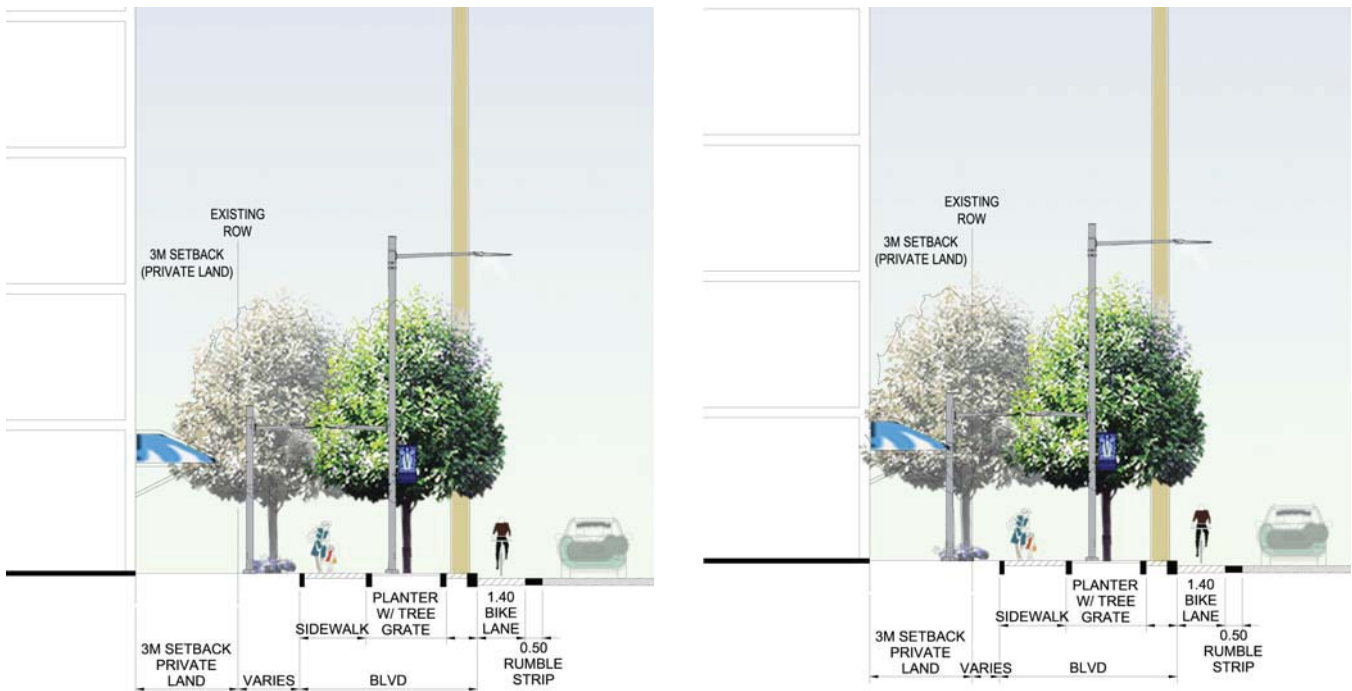 EXISTING
ROW
3M SETBACK
(PRIVATE LAND)
PLANTER
W/ TREE
GRATE
1.40
BIKE
LANE
SIDEWALK
0.50
RUMBLE
STRIP
3M SETBACK
PRIVATE
LAND
VARIES
BLVD
EXISTING
ROW
3M SETBACK
(PRIVATE LAND)
PLANTER
W/ TREE
GRATE
1.40
BIKE
LANE
SIDEWALK
0.50
RUMBLE
STRIP
3M SETBACK
PRIVATE
LAND
VARIES
BLVD